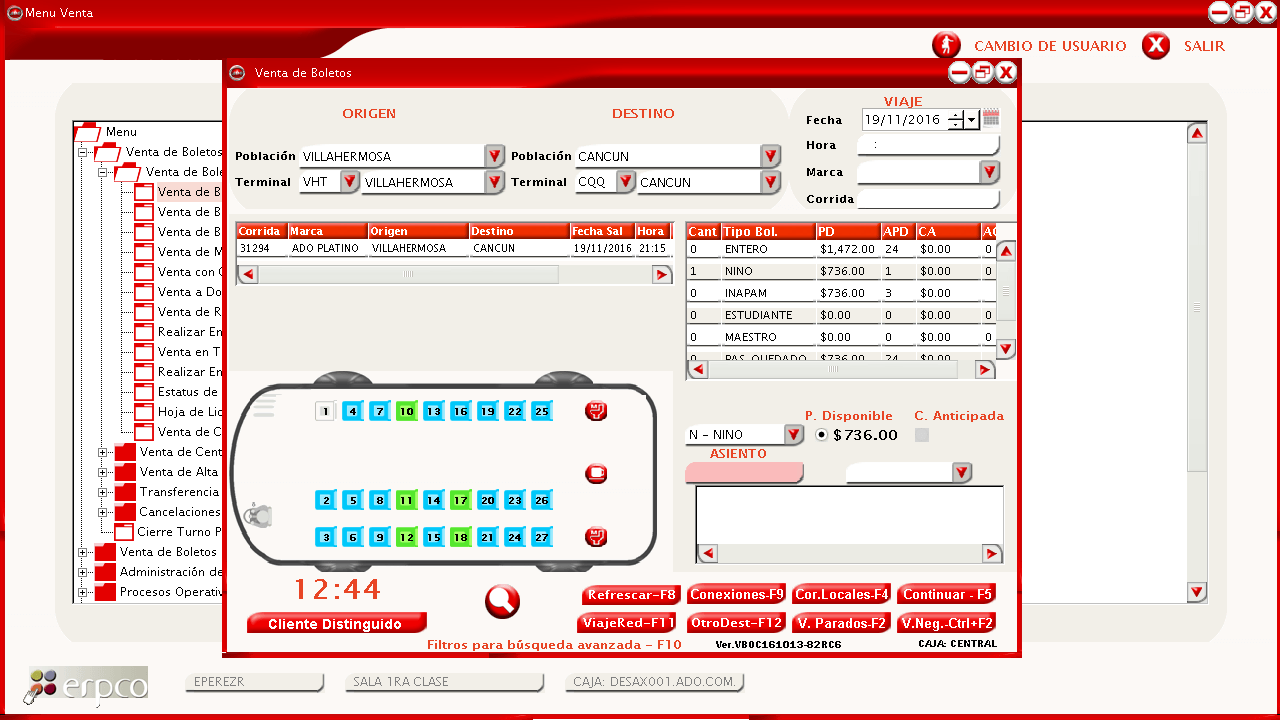 Menu Venta
CAMBIO DE USUARIO
SALIR
Venta de Boletos
ORIGEN
DESTINO
VIAJE
Fecha 19/11/2016
Hora :
Marca
Corrida
Población VILLAHERMOSA
Población CANCUN
Terminal VHT VILLAHERMOSA
Terminal CQQ CANCUN
Menu
Venta de Boletos
Venta de Bole
Venta de B
Venta de B
Venta de B
Venta de M
Venta con C
Venta a Do
Venta de R
Realizar En
Venta en T
Realizar En
Estatus de
Hoja de Lic
Venta de C
Venta de Cent
Venta de Alta
Transferencia
Cancelaciones
Cierre Turno P
Venta de Boletos
Administración de
Procesos Operativ
Corrida Marca Origen Destino Fecha Sal Hora
31294 ADO PLATINO VILLAHERMOSA CANCUN 19/11/2016 21:15
Cant Tipo Bol. PD APD CA AC
0 ENTERO $1,472.00 24 $0.00 0
1 NINO $736.00 1 $0.00 0
0 INAPAM $736.00 3 $0.00
0 ESTUDIANTE $0.00 0 $0.00 0
0 MAESTRO $0.00 0 $0.00 0
0 PAS. QUEDADO $736.00 24 $0.00
1 4 7 10 13 16 19 22 25
2 5 8 11 14 17 20 23 26
3 6 9 12 15 18 21 24 27
P. Disponible C. Anticipada
N - NINO $736.00
ASIENTO
12:44
Cliente Distinguido
Refrescar-F8 Conexiones-F9 Cor.Locales-F4 Continuar - F5
ViajeRed-F11 OtroDest-F12 V. Parados-F2 V.Neg.-Ctrl+F2
Filtros para búsqueda avanzada - F10
Ver.VBOC161013-82RC6
CAJA: CENTRAL
erpco
EPEREZR
SALA 1RA CLASE
CAJA: DESAX001.ADO.COM.